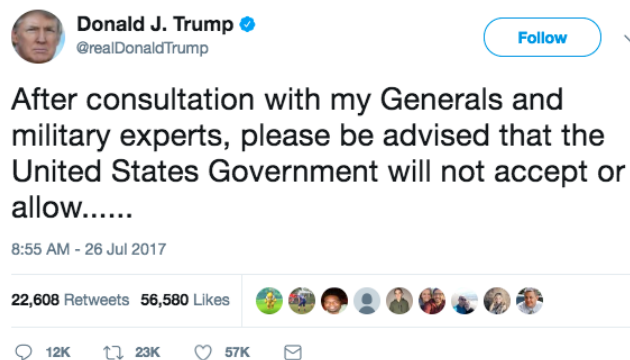 Donald J. Trump
@realDonaldTrump
Follow
After consultation with my Generals and
military experts, please be advised that the
United States Government will not accept or
allow......
8:55 AM - 26 Jul 2017
22,608 Retweets 56,580 Likes
12K 23K 57K